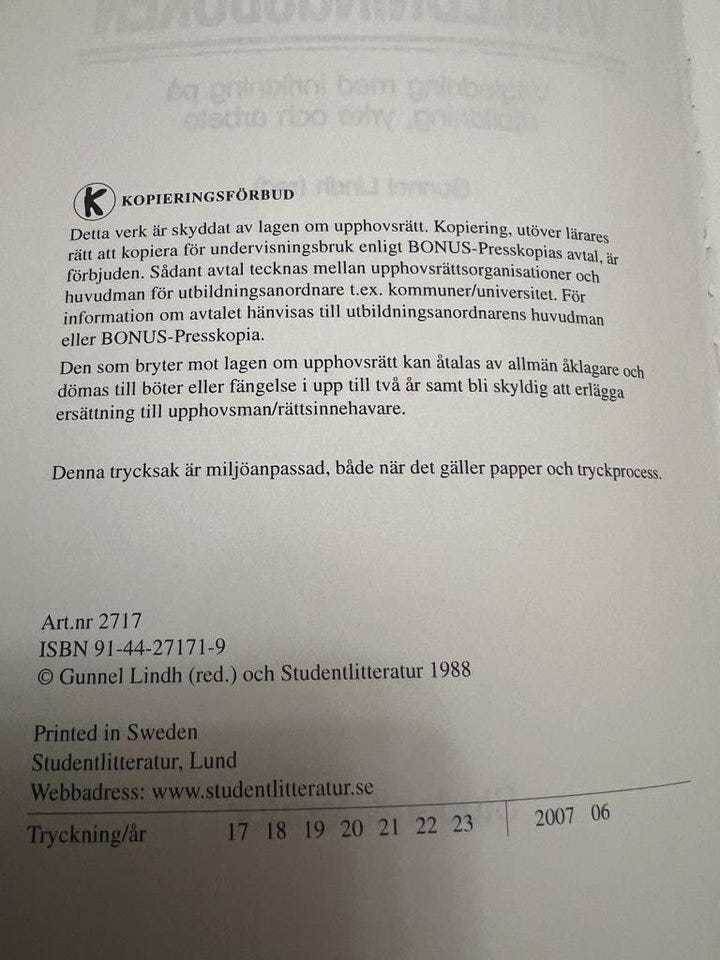 K KOPIERINGSFÖRBUD
Detta verk är skyddat av lagen om upphovsrätt. Kopiering, utöver lärares
rätt att kopiera för undervisningsbruk enligt BONUS-Presskopias avtal, är
förbjuden. Sådant avtal tecknas mellan upphovsrättsorganisationer och
huvudman för utbildningsanordnare t.ex. kommuner/universitet. För
information om avtalet hänvisas till utbildningsanordnarens huvudman
eller BONUS-Presskopia.
Den som bryter mot lagen om upphovsrätt kan åtalas av allmän åklagare och
dömas till böter eller fängelse i upp till två år samt bli skyldig att erlägga
ersättning till upphovsman/rättsinnehavare.
Denna trycksak är miljöanpassad, både när det gäller papper och tryckprocess.
Art.nr 2717
ISBN 91-44-27171-9
© Gunnel Lindh (red.) och Studentlitteratur 1988
Printed in Sweden
Studentlitteratur, Lund
Webbadress: www.studentlitteratur.se
Tryckning/år 17 18 19 20 21 22 23 | 2007 06